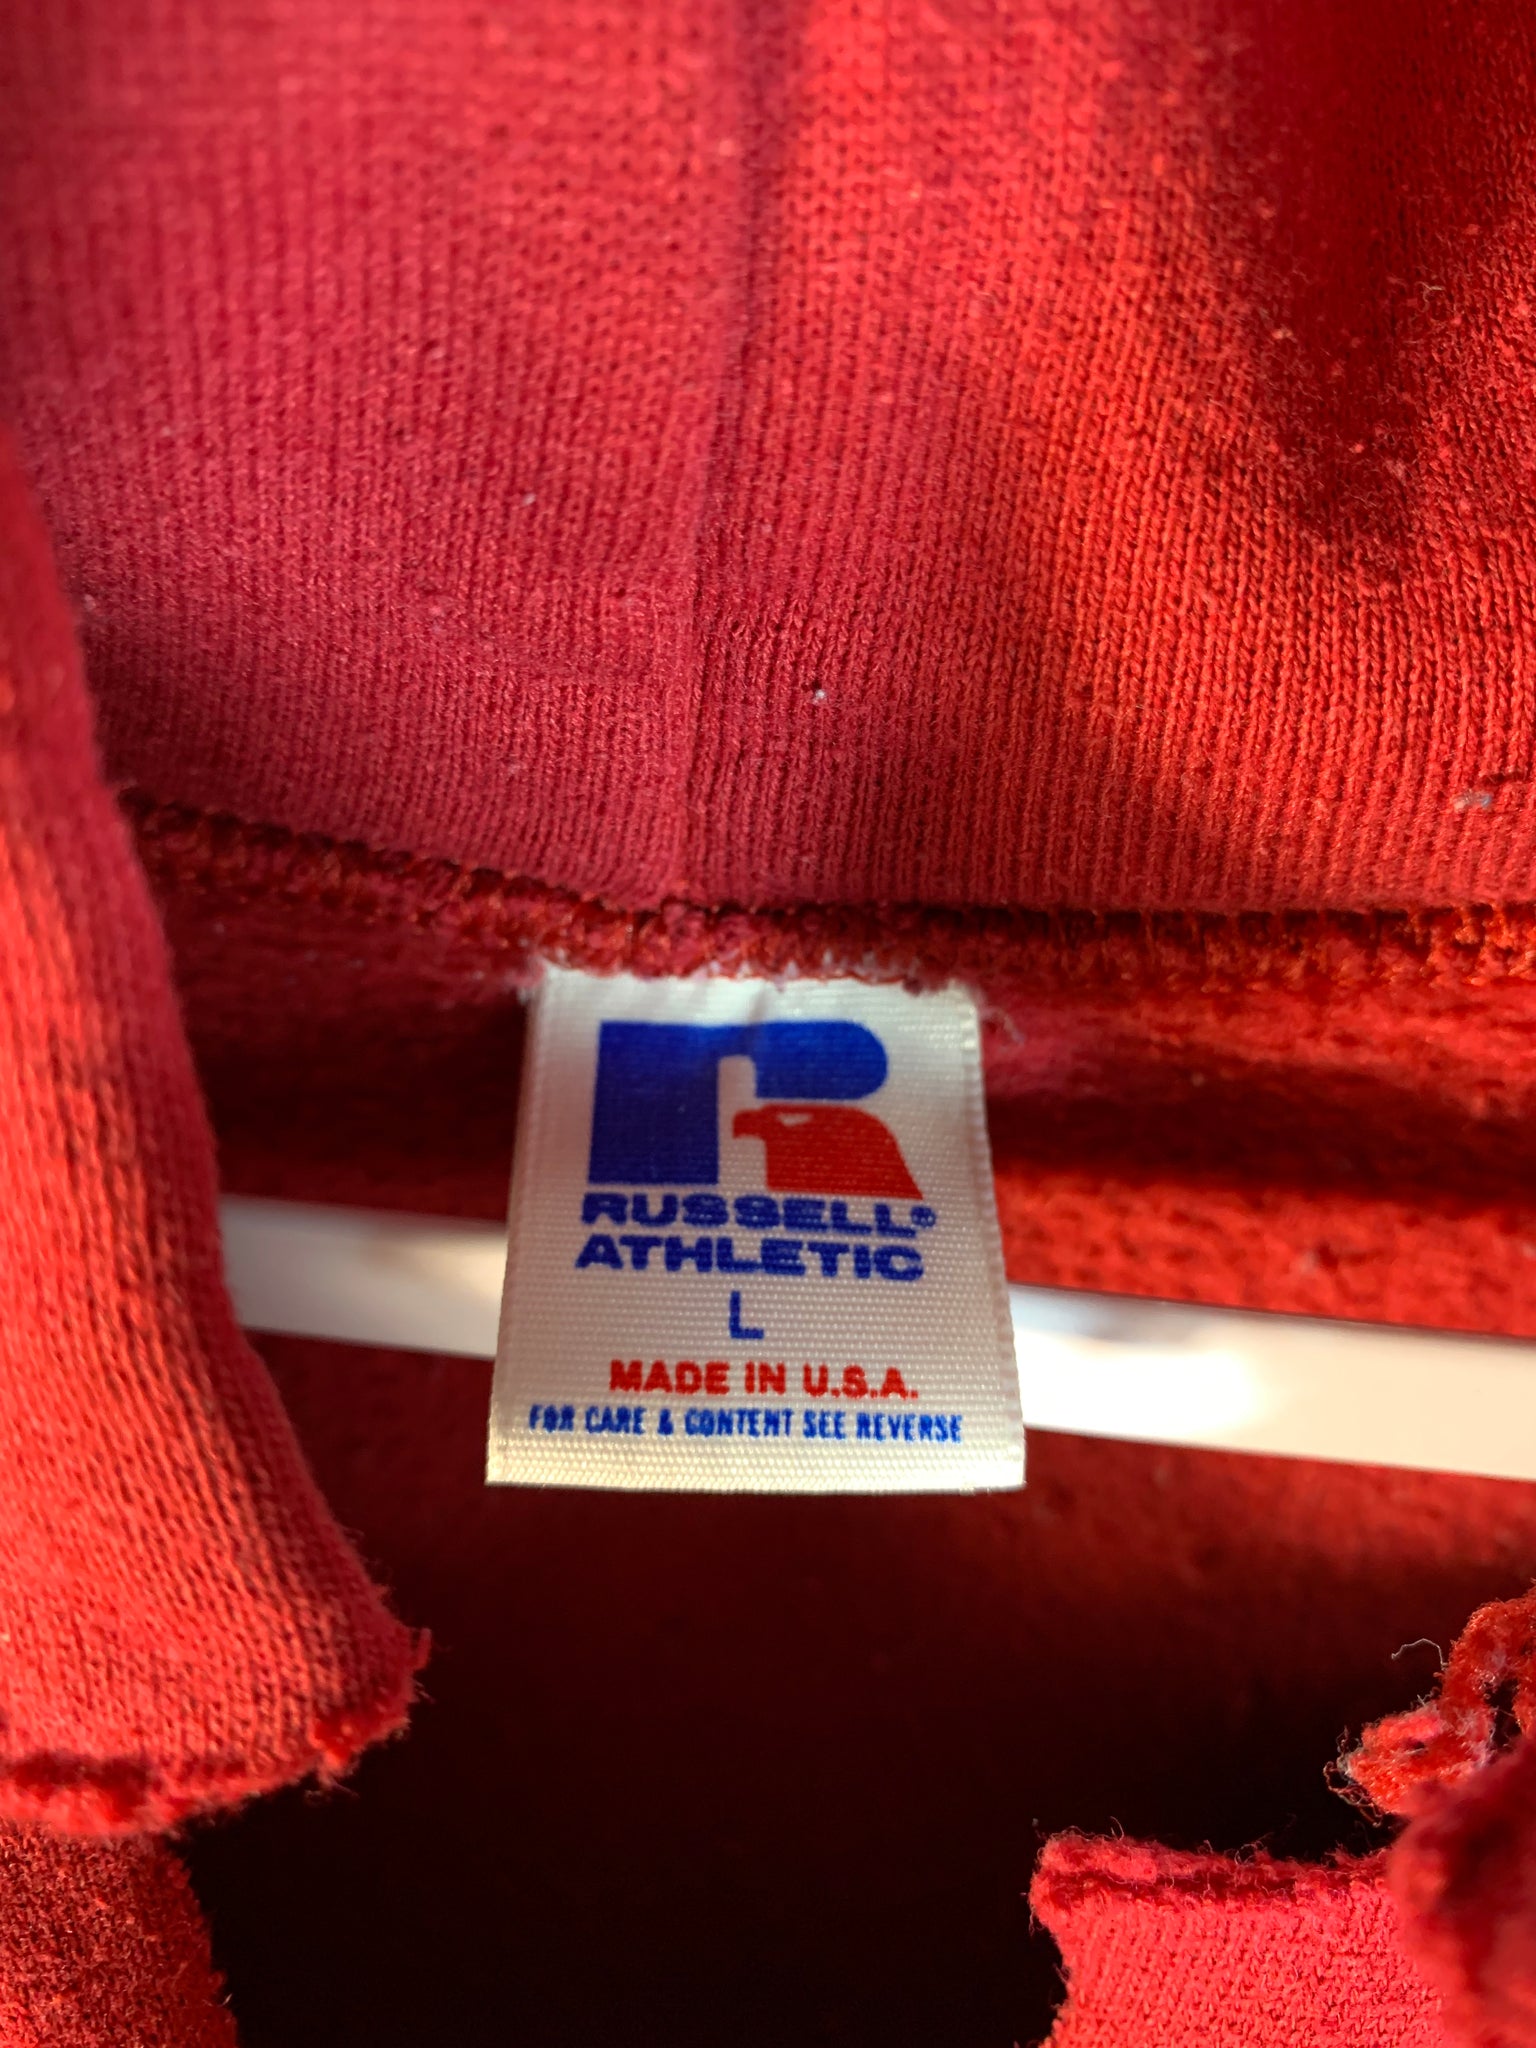 RUSSELL®
ATHLETIC
L
MADE IN U.S.A.
FOR CARE & CONTENT SEE REVERSE